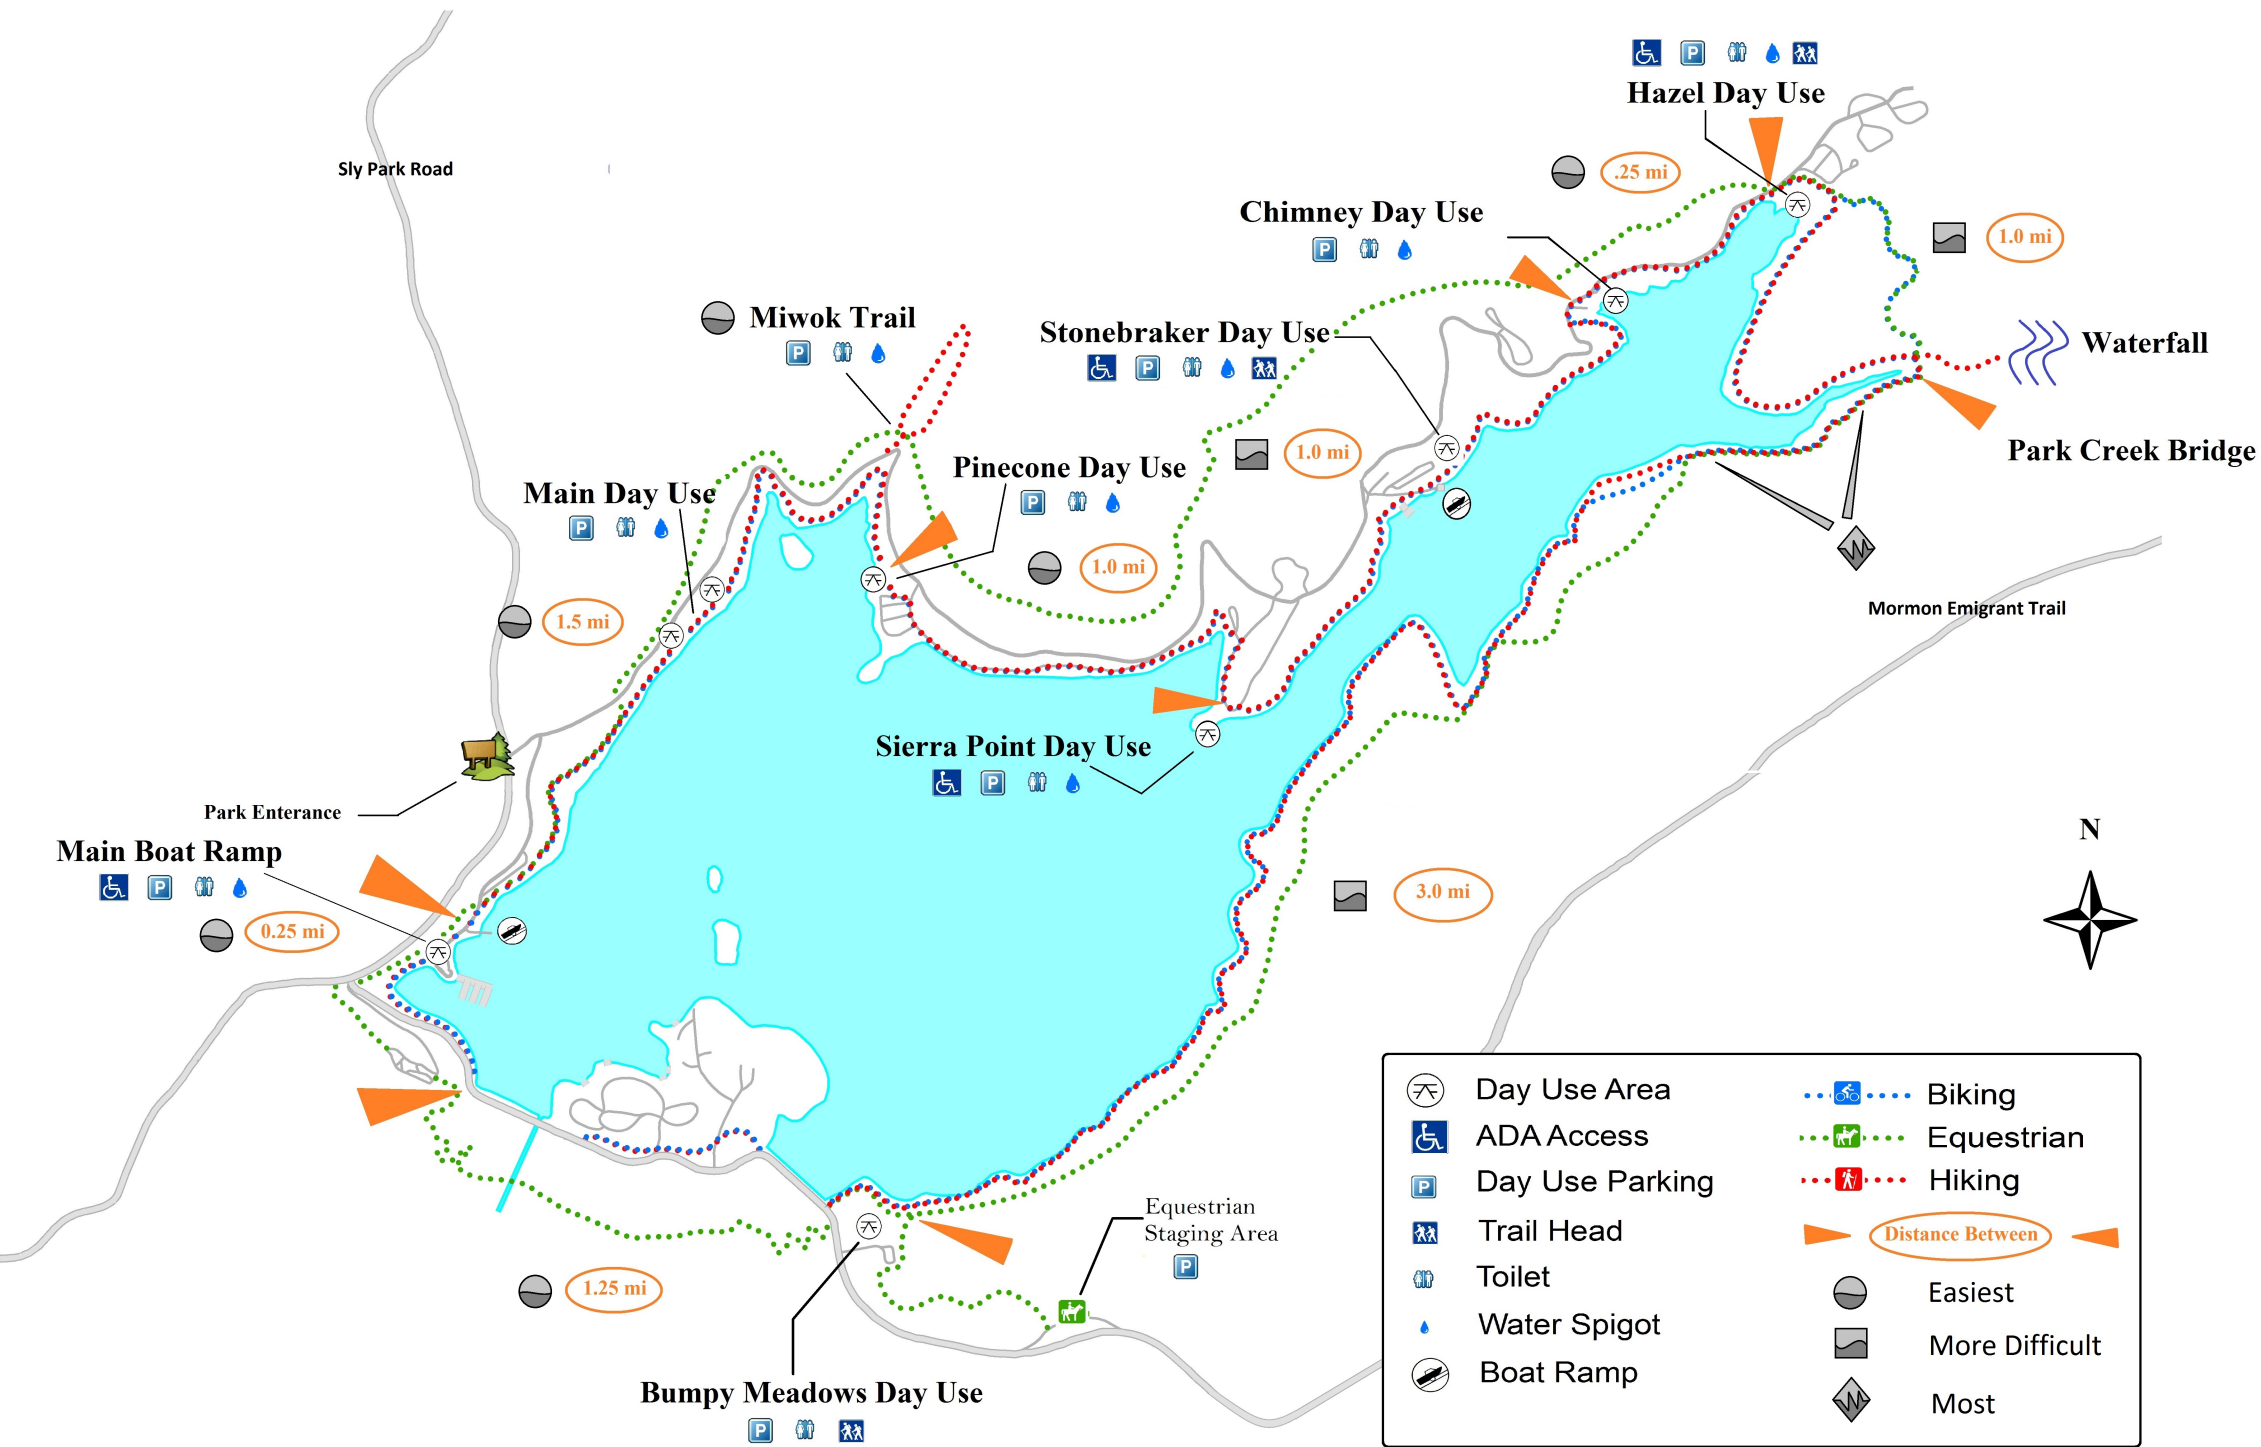 Hazel Day Use
Sly Park Road
.25 mi
Chimney Day Use
1.0 mi
Miwok Trail
Stonebraker Day Use
Waterfall
Park Creek Bridge
1.0 mi
Pinecone Day Use
Main Day Use
1.0 mi
Mormon Emigrant Trail
1.5 mi
Sierra Point Day Use
Park Enterance
N
Main Boat Ramp
3.0 mi
0.25 mi
Equestrian
Staging Area
1.25 mi
Bumpy Meadows Day Use
Day Use Area
ADA Access
Day Use Parking
Trail Head
Toilet
Water Spigot
Boat Ramp
Biking
Equestrian
Hiking
Distance Between
Easiest
More Difficult
Most
P
P
P
P
P
P
P
P
P
P
P